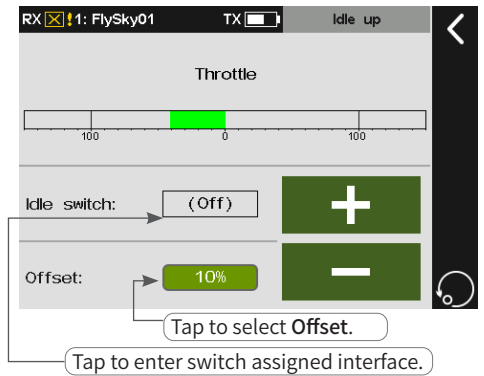 RX !1: FlySky01 TX Idle up
Throttle
100 0 100
Idle switch: (Off) +
Offset: 10% −
Tap to select Offset.
Tap to enter switch assigned interface.